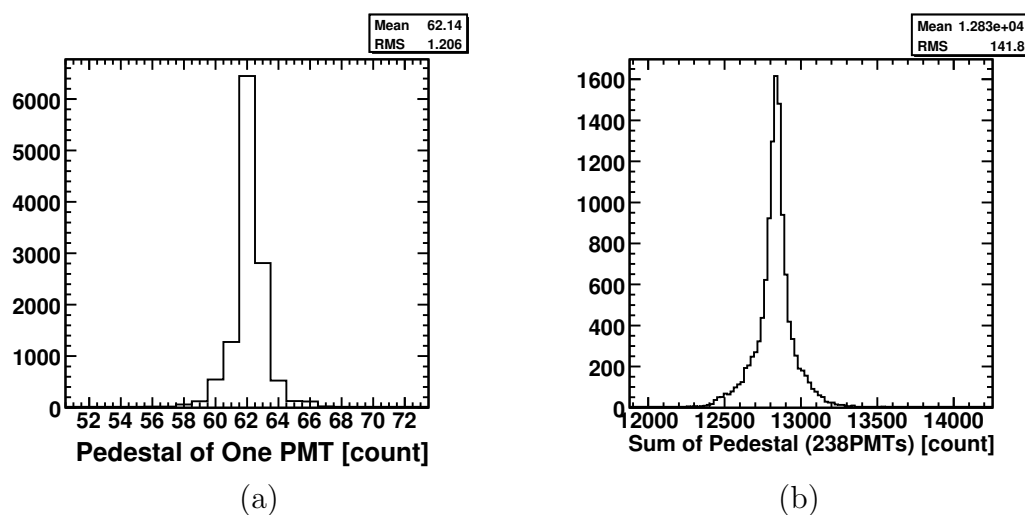 Mean 62.14
RMS 1.206
6000
5000
4000
3000
2000
1000
0
52 54 56 58 60 62 64 66 68 70 72
Pedestal of One PMT [count]
(a)
Mean 1.283e+04
RMS 141.8
1600
1400
1200
1000
800
600
400
200
0
12000 12500 13000 13500 14000
Sum of Pedestal (238PMTs) [count]
(b)